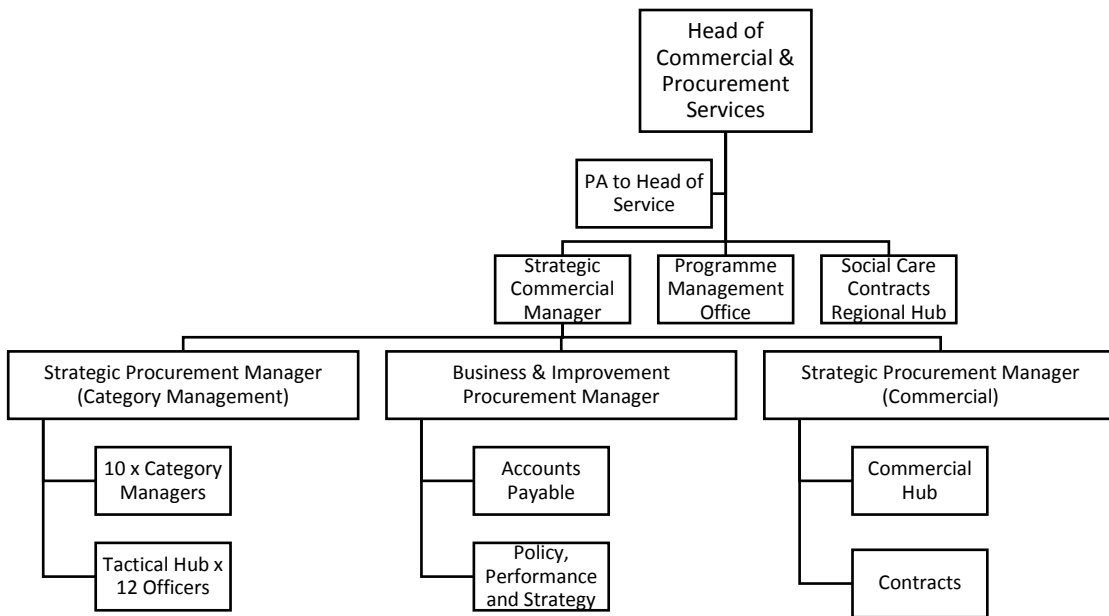 Head of
Commercial &
Procurement
Services
PA to Head of
Service
Strategic
Commercial
Manager
Programme
Management
Office
Social Care
Contracts
Regional Hub
Strategic Procurement Manager
(Category Management)
Business & Improvement
Procurement Manager
Strategic Procurement Manager
(Commercial)
10 x Category
Managers
Accounts
Payable
Commercial
Hub
Tactical Hub x
12 Officers
Policy,
Performance
and Strategy
Contracts